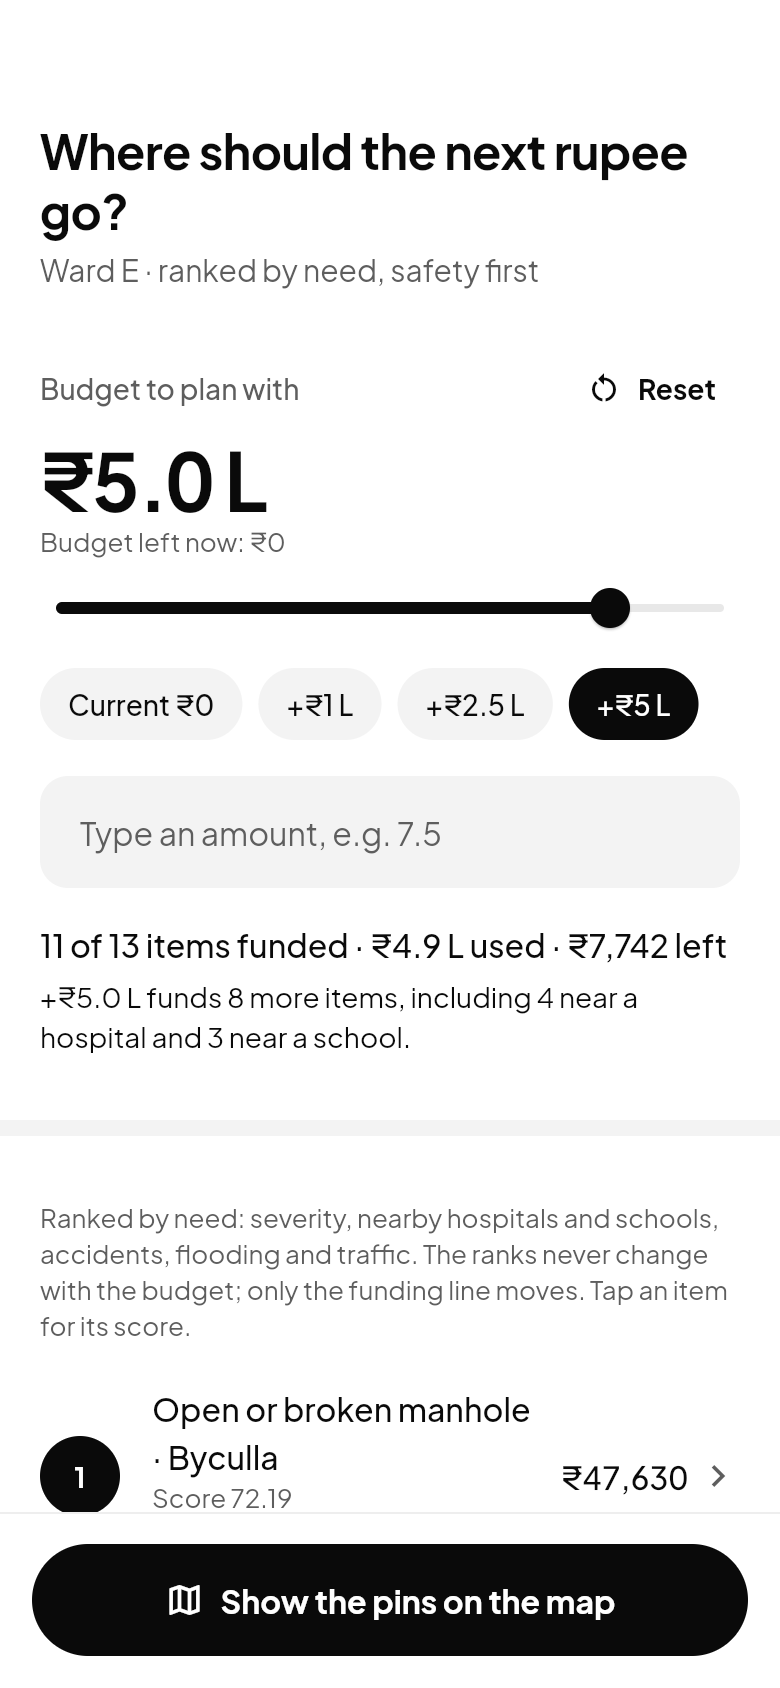 Where should the next rupee
go?
Ward E · ranked by need, safety first
Budget to plan with
Reset
₹5.0 L
Budget left now: ₹0
Current ₹0
+₹1 L
+₹2.5 L
+₹5 L
Type an amount, e.g. 7.5
11 of 13 items funded · ₹4.9 L used · ₹7,742 left
+₹5.0 L funds 8 more items, including 4 near a
hospital and 3 near a school.
Ranked by need: severity, nearby hospitals and schools,
accidents, flooding and traffic. The ranks never change
with the budget; only the funding line moves. Tap an item
for its score.
1
Open or broken manhole
· Byculla
Score 72.19
₹47,630
Show the pins on the map